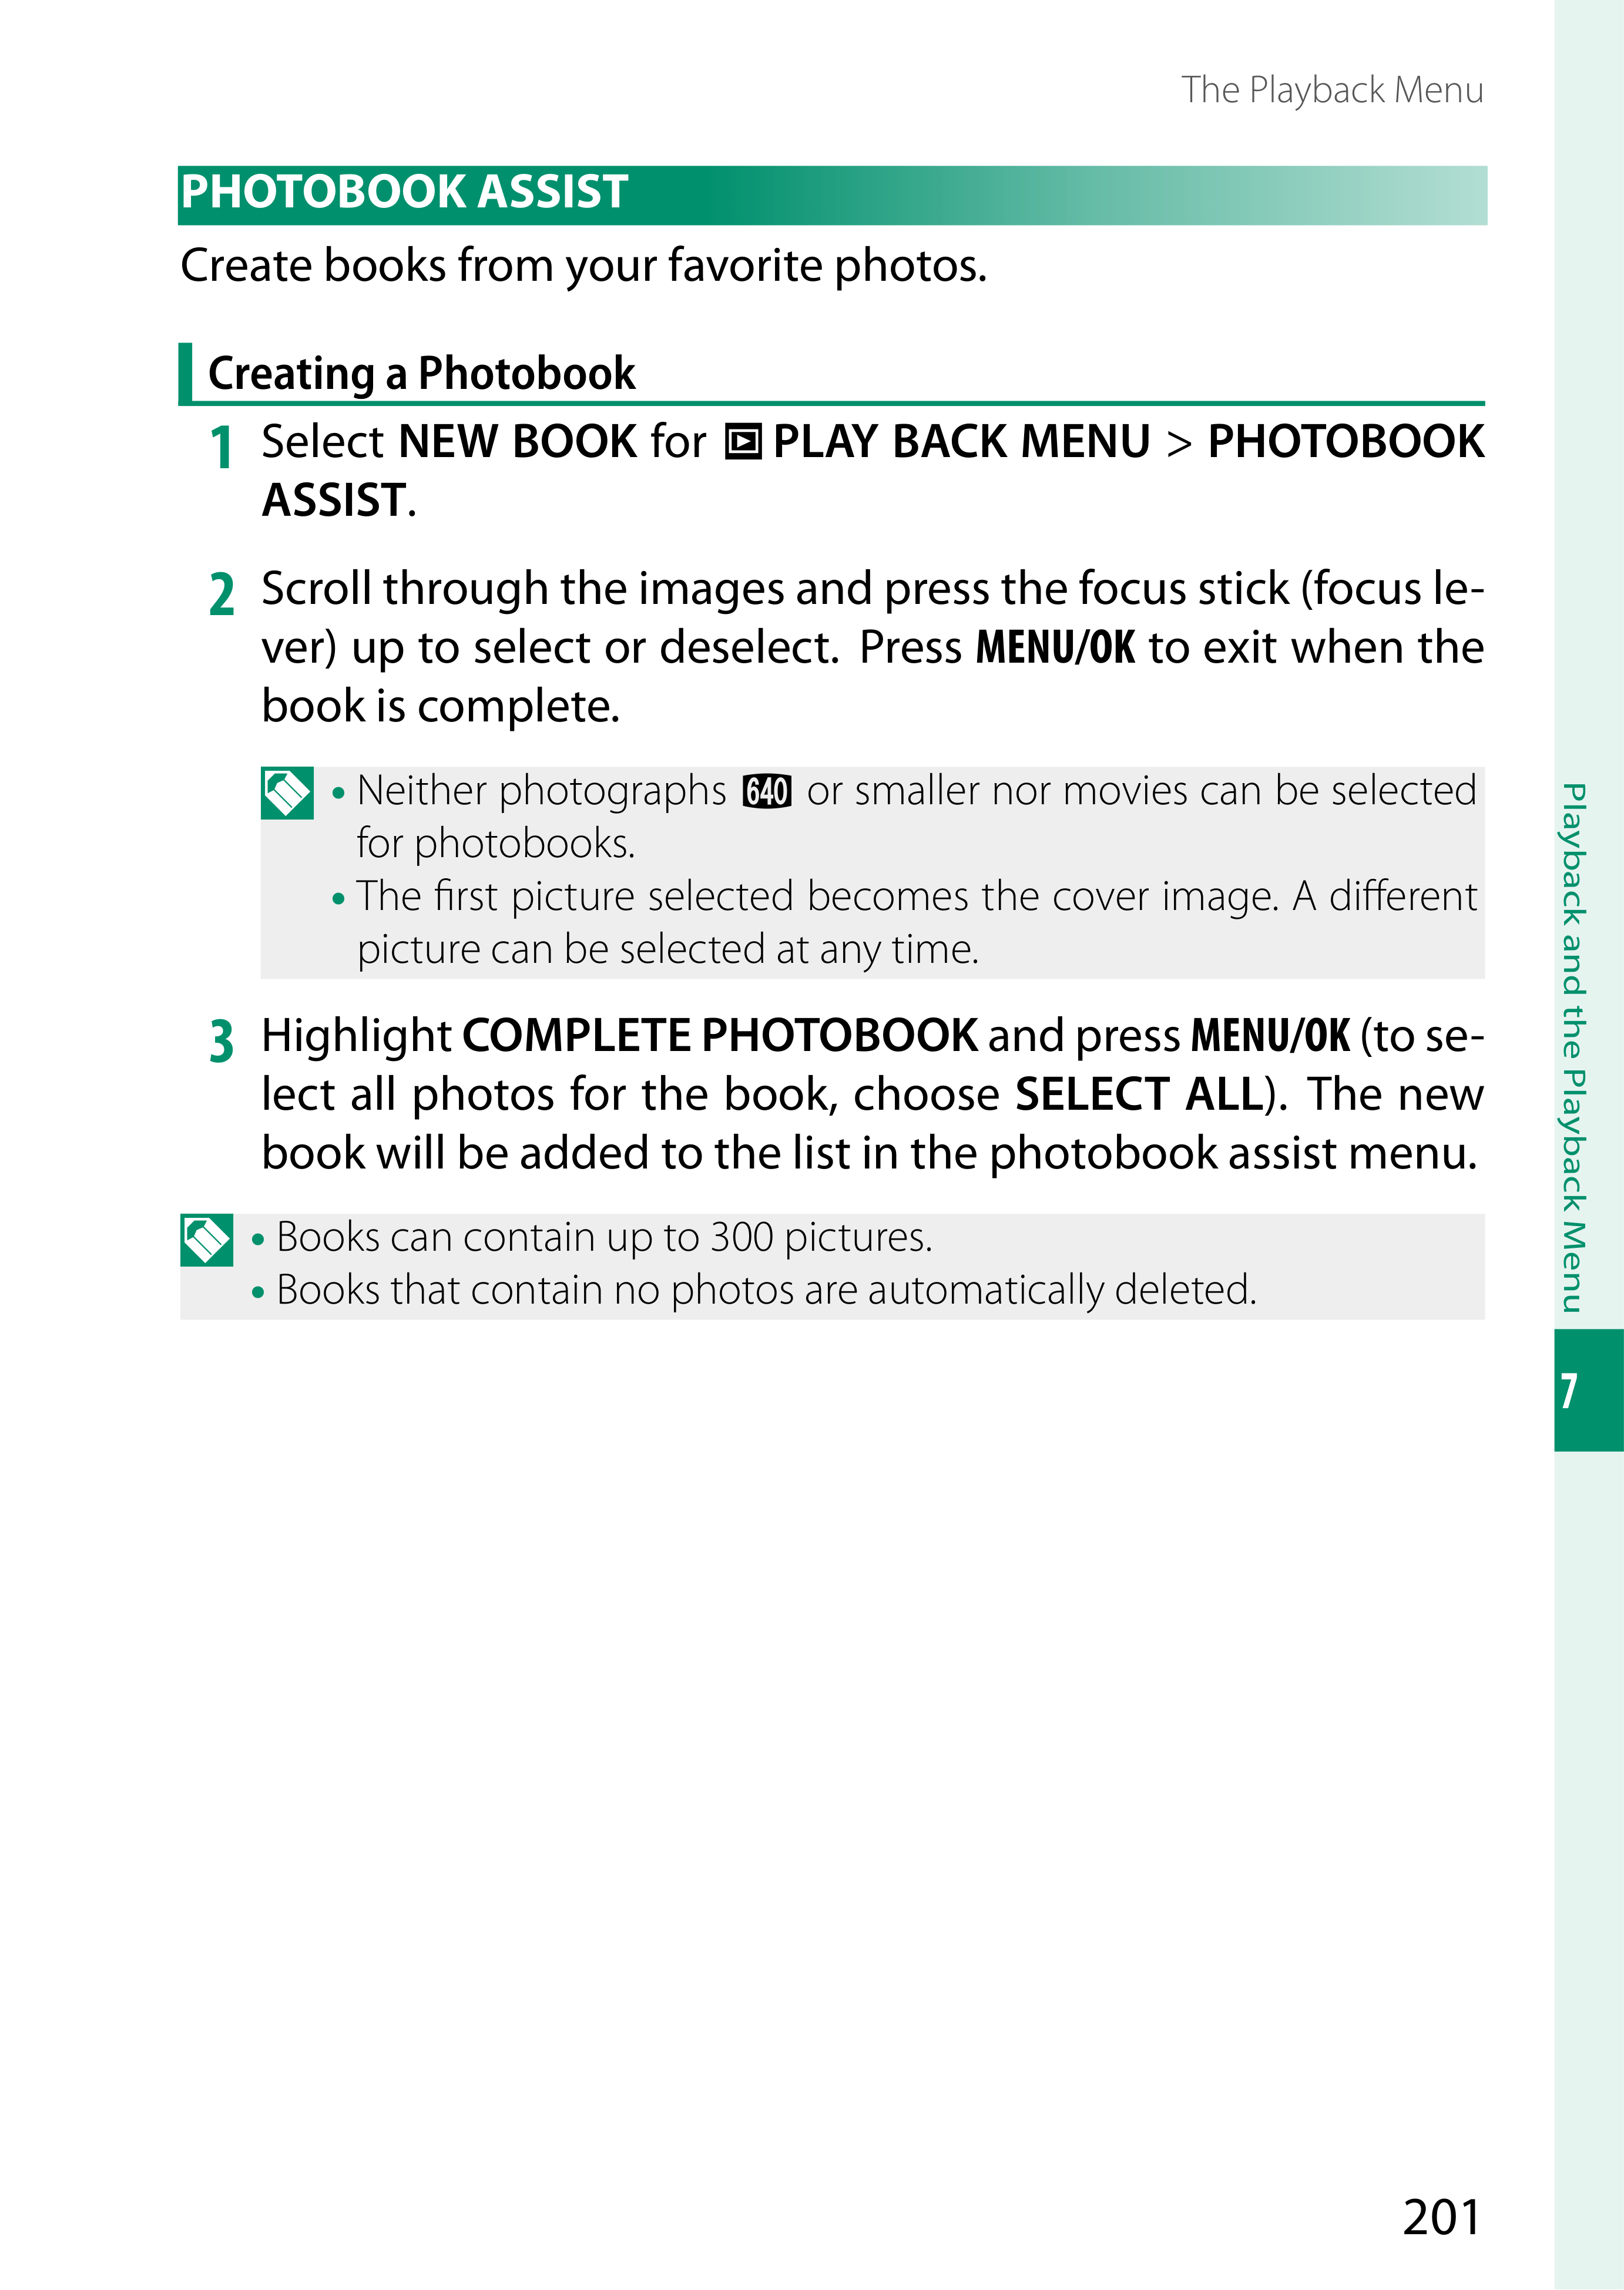 The Playback Menu
PHOTOBOOK ASSIST
Create books from your favorite photos.
Creating a Photobook
1 Select NEW BOOK for PLAY BACK MENU > PHOTOBOOK
ASSIST.
2 Scroll through the images and press the focus stick (focus le-
ver) up to select or deselect. Press MENU/OK to exit when the
book is complete.
• Neither photographs 640 or smaller nor movies can be selected
for photobooks.
• The first picture selected becomes the cover image. A different
picture can be selected at any time.
3 Highlight COMPLETE PHOTOBOOK and press MENU/OK (to se-
lect all photos for the book, choose SELECT ALL). The new
book will be added to the list in the photobook assist menu.
• Books can contain up to 300 pictures.
• Books that contain no photos are automatically deleted.
Playback and the Playback Menu
7
201